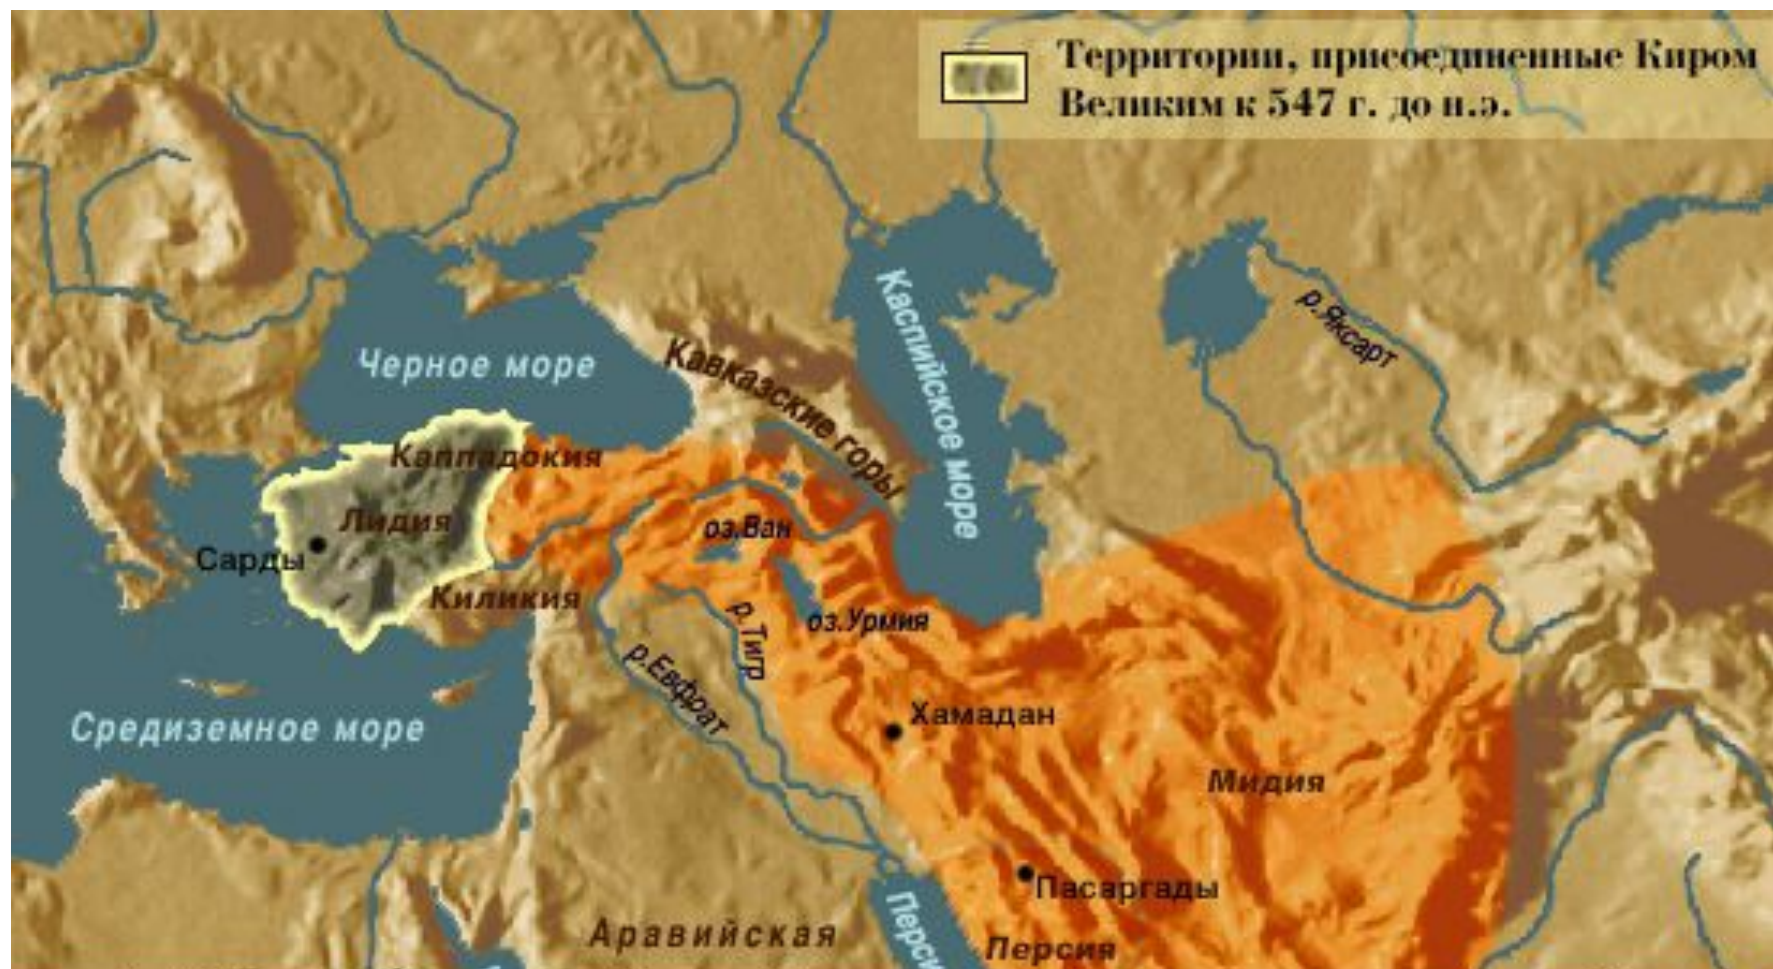 Территории, присоединенные Киром
Великим к 547 г. до н.э.
р.Яксарт
Каспийское море
Черное море
Кавказские горы
Каппадокия
Лидия
Сарды
оз.Ван
Киликия
р.Тигр
оз.Урмия
р.Евфрат
Хамадан
Средиземное море
Мидия
Пасаргады
Аравийская
Перси
Персия